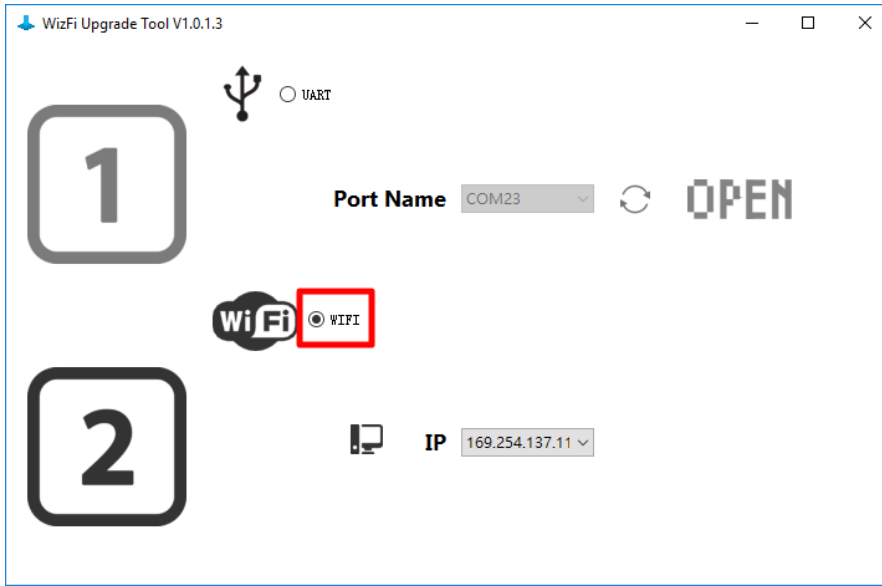 WizFi Upgrade Tool V1.0.1.3
UART
1
Port Name COM23 OPEN
WiFi WIFI
2
IP 169.254.137.11